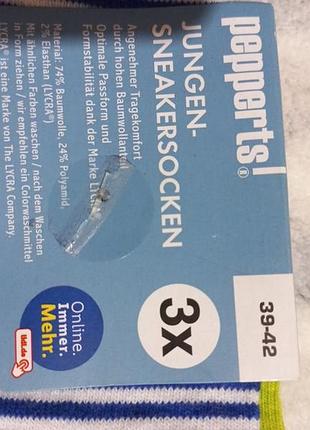 pepperts!®
JUNGEN-
SNEAKERSOCKEN
Angenehmer Tragekomfort
durch hohen Baumwollanteil
Optimale Passform und
Formstabilität dank der Marke
Material: 74% Baumwolle, 24% Polyamid,
2% Elasthan (LYCRA®)
Mit ähnlichen Farben waschen / nach dem Waschen
in Form ziehen / wir empfehlen ein Colorwaschmittel
LYCRA® ist eine Marke von The LYCRA Company.
39-42
3x
Online.
Immer.
Mehr.
lidl.de